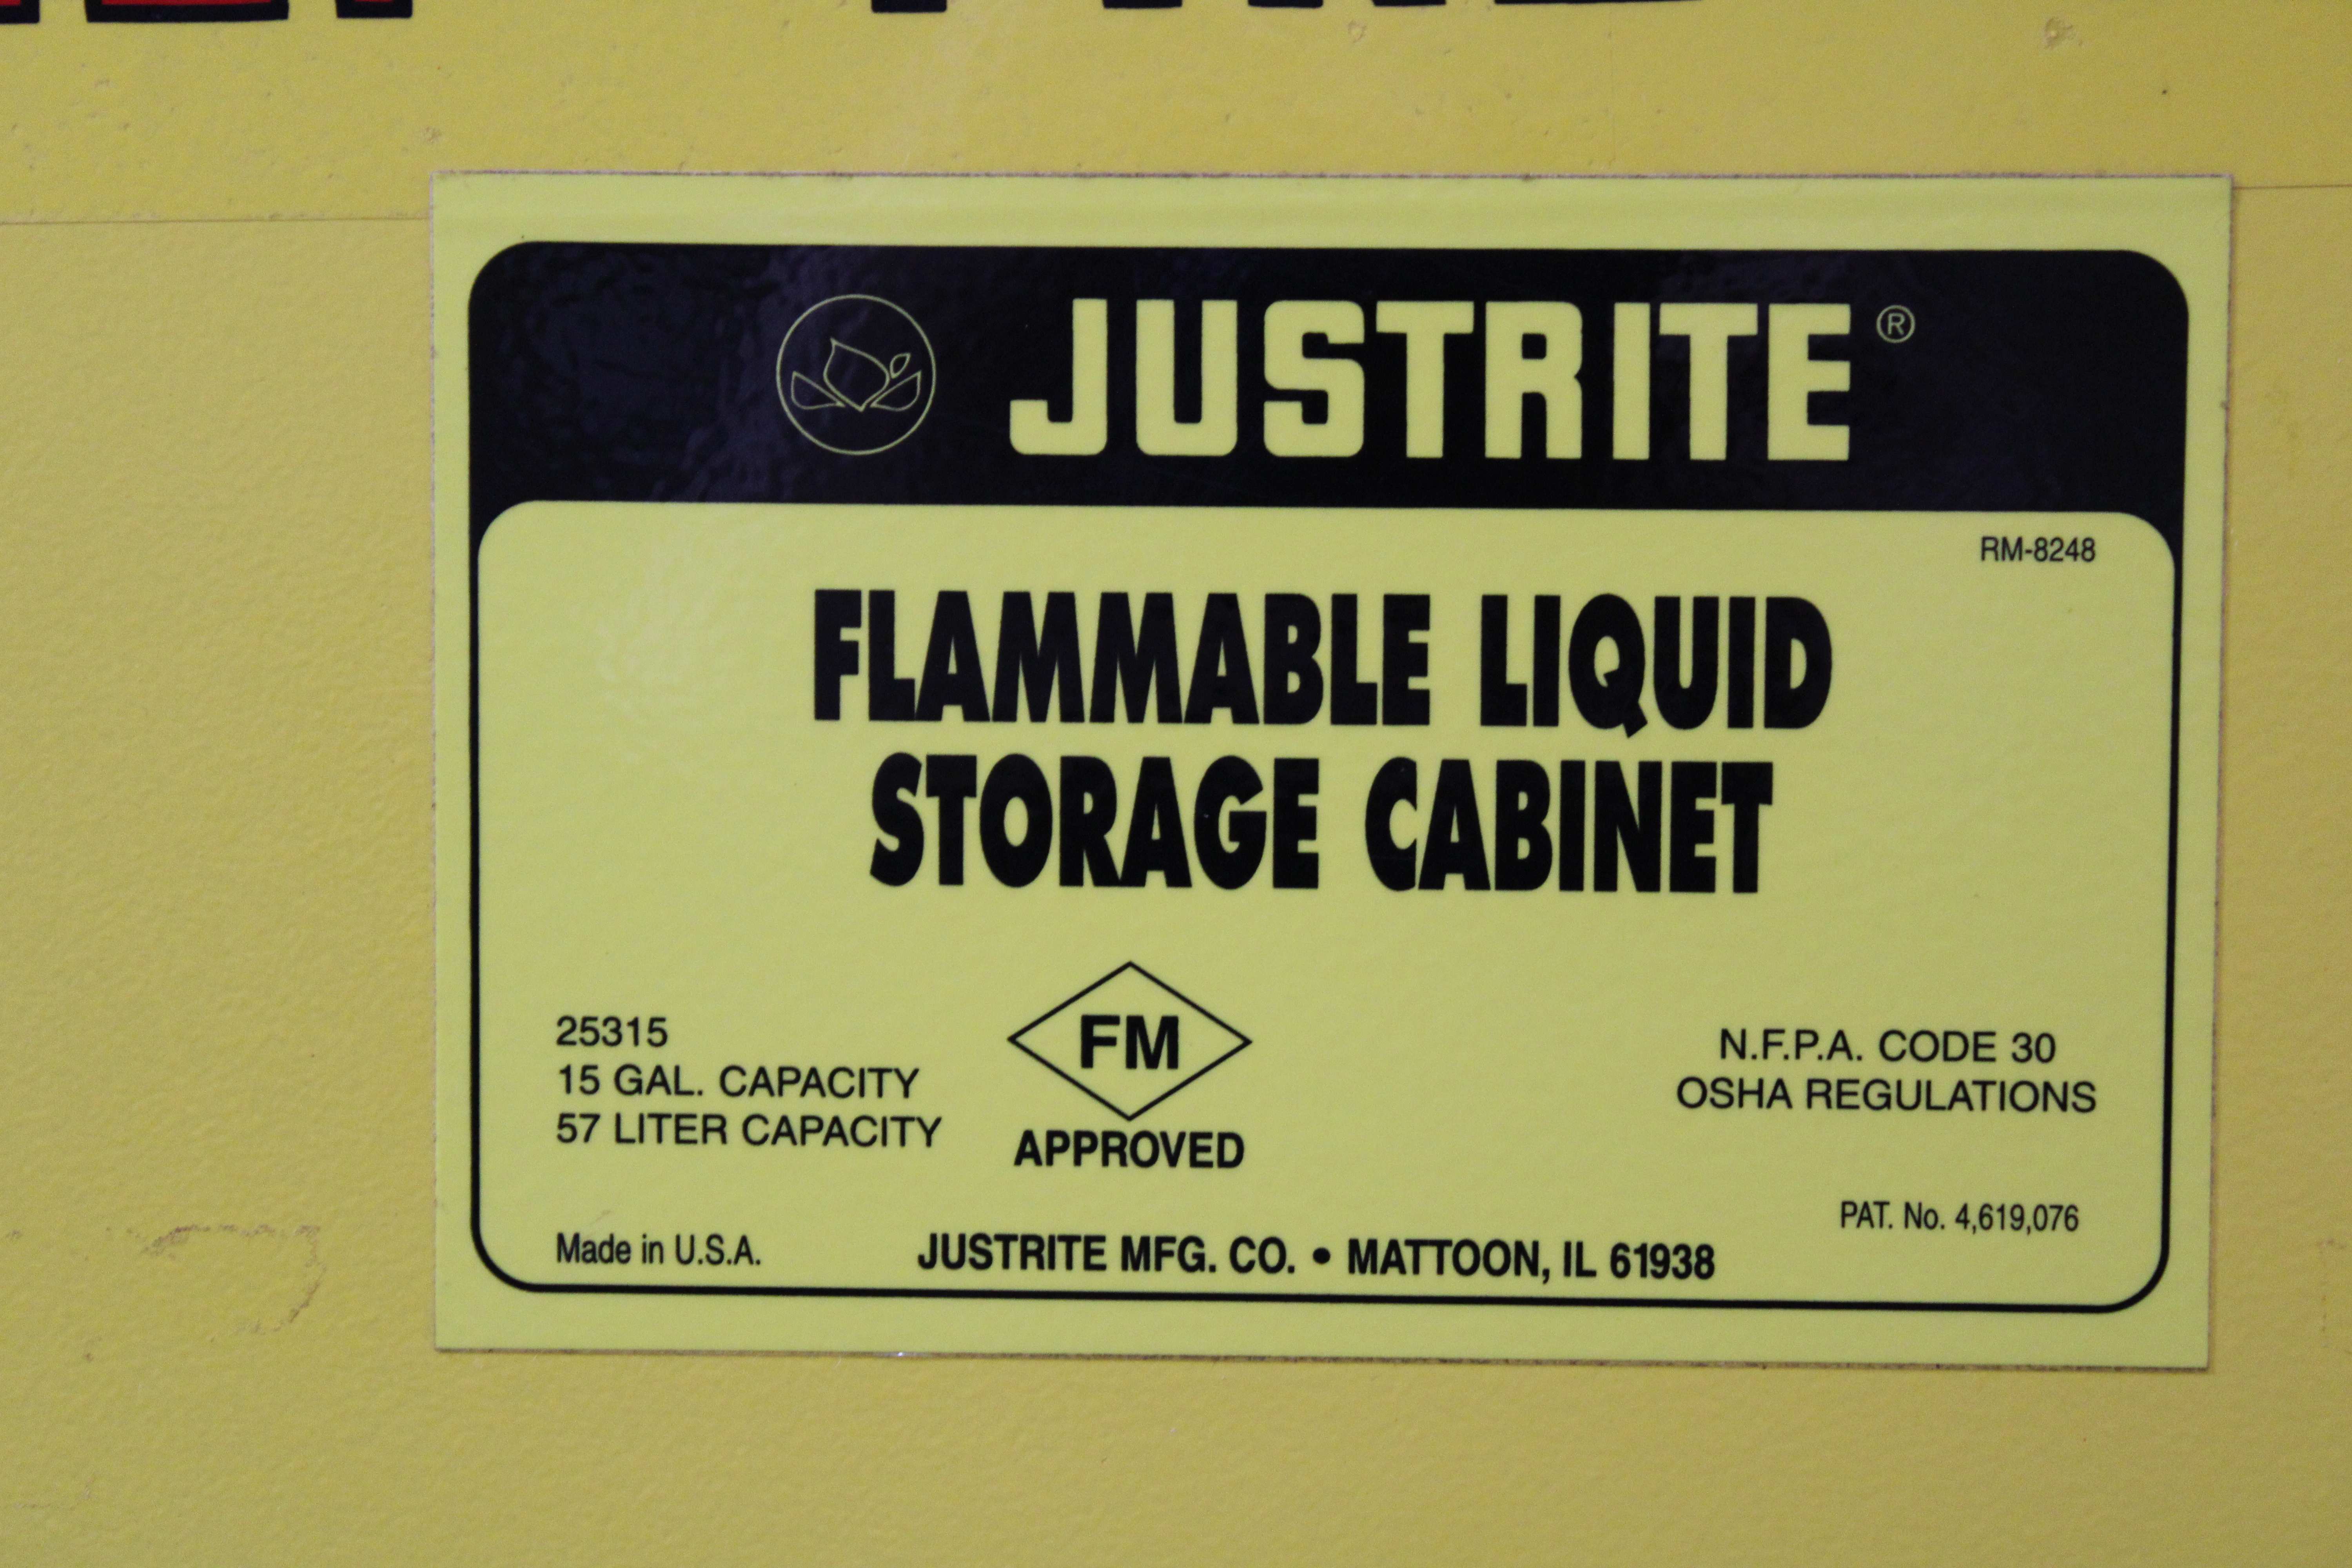 JUSTRITE®
RM-8248
FLAMMABLE LIQUID
STORAGE CABINET
25315
15 GAL. CAPACITY
57 LITER CAPACITY
FM
APPROVED
N.F.P.A. CODE 30
OSHA REGULATIONS
PAT. No. 4,619,076
Made in U.S.A.
JUSTRITE MFG. CO. • MATTOON, IL 61938